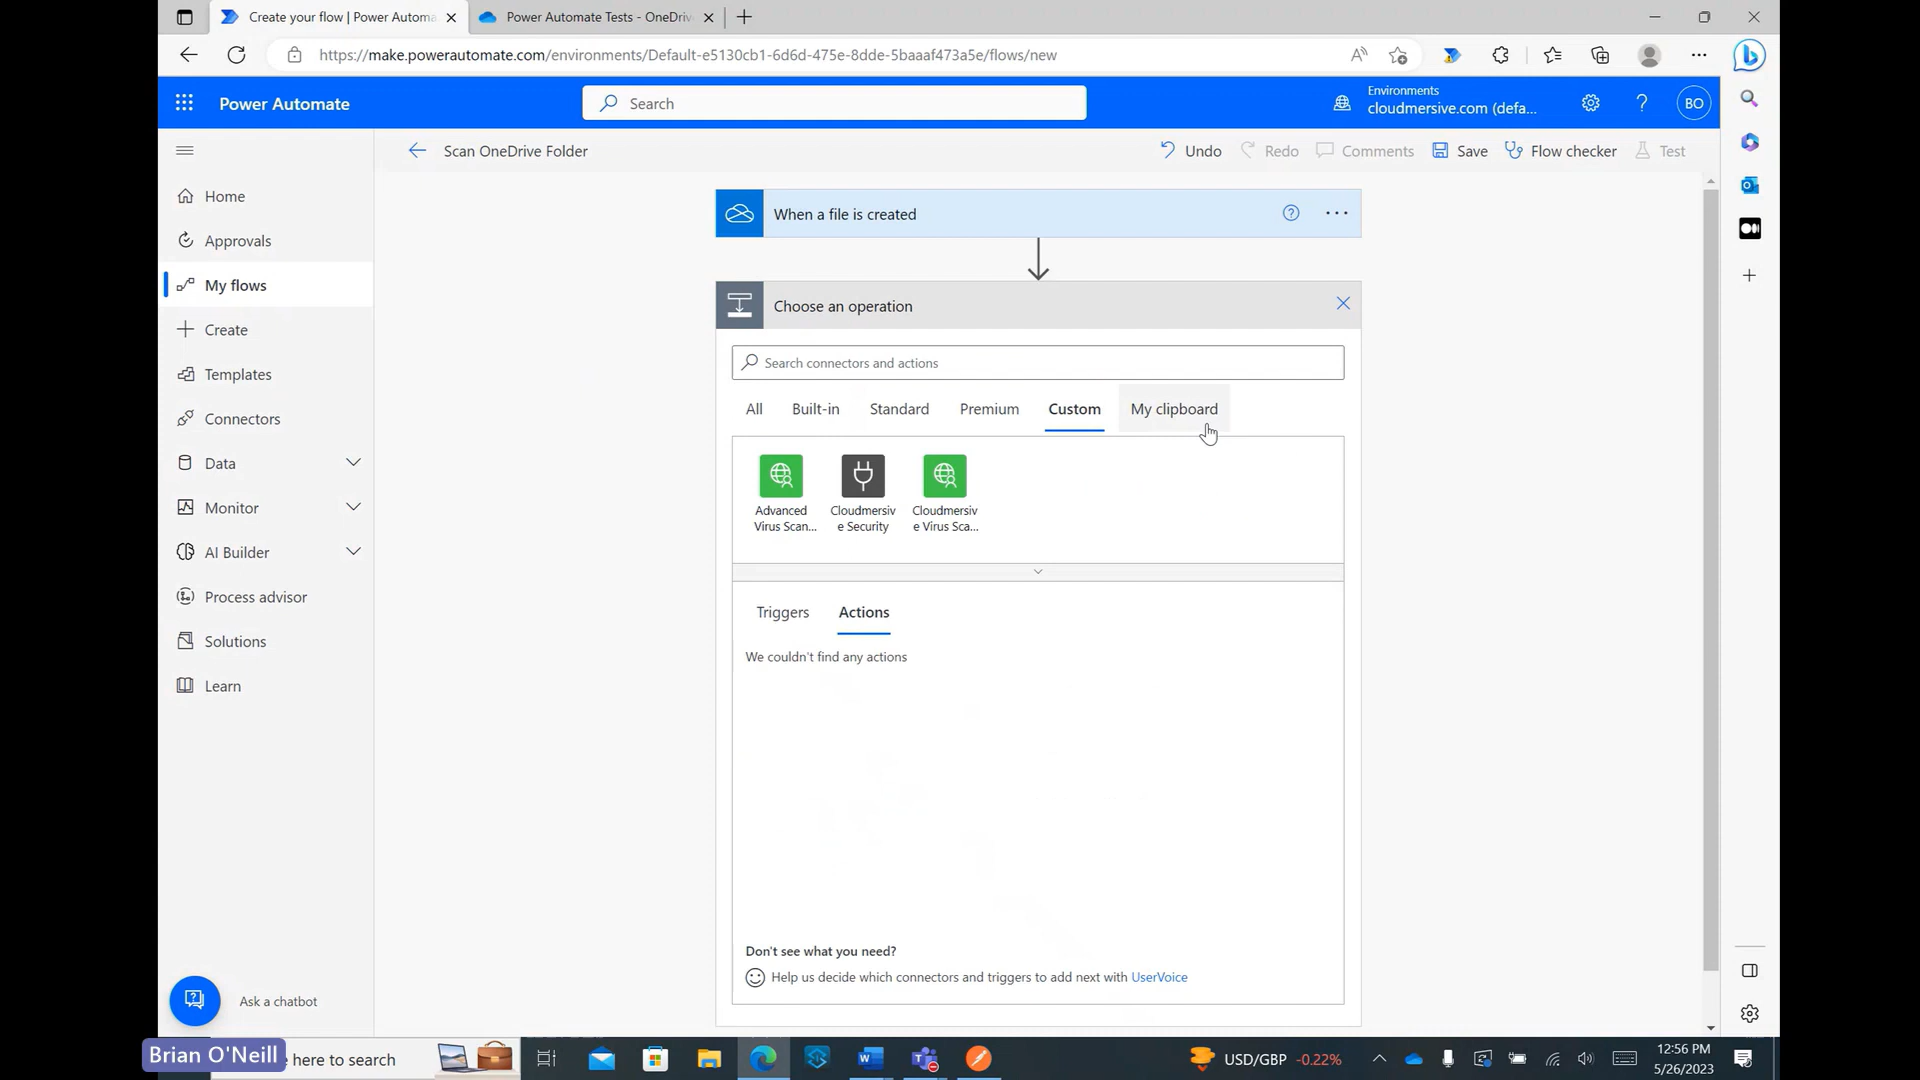 Create your flow | Power Automa
Power Automate Tests - OneDriv
https://make.powerautomate.com/environments/Default-e5130cb1-6d6d-475e-8dde-5baaaf473a5e/flows/new
Power Automate
Search
Environments
cloudmersive.com (defa...
BO
Scan OneDrive Folder
Undo
Redo
Comments
Save
Flow checker
Test
Home
Approvals
My flows
Create
Templates
Connectors
Data
Monitor
AI Builder
Process advisor
Solutions
Learn
Ask a chatbot
When a file is created
Choose an operation
Search connectors and actions
All
Built-in
Standard
Premium
Custom
My clipboard
Advanced
Virus Scan...
Cloudmersiv
e Security
Cloudmersiv
e Virus Sca...
Triggers
Actions
We couldn't find any actions
Don't see what you need?
Help us decide which connectors and triggers to add next with UserVoice
Brian O'Neill
here to search
USD/GBP -0.22%
12:56 PM
5/26/2023